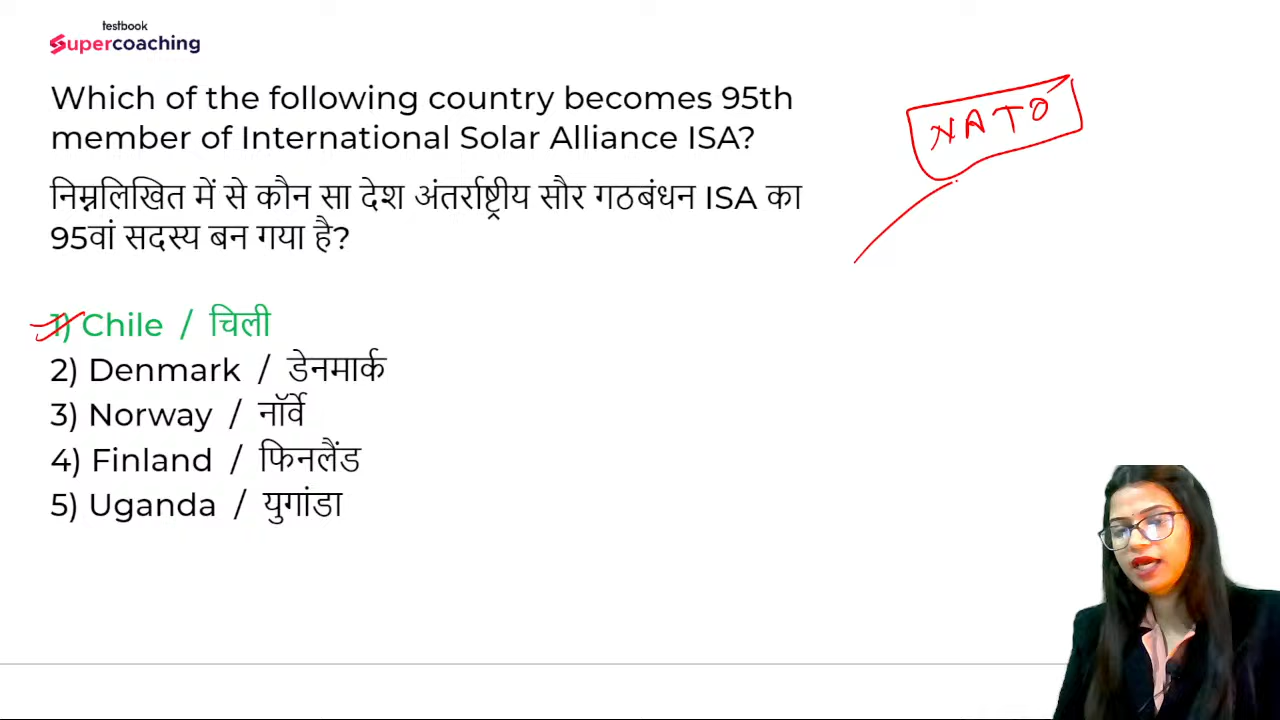 testbook
Supercoaching
Which of the following country becomes 95th
member of International Solar Alliance ISA?
निम्नलिखित में से कौन सा देश अंतर्राष्ट्रीय सौर गठबंधन ISA का
95वां सदस्य बन गया है?
NATO
1) Chile / चिली
2) Denmark / डेनमार्क
3) Norway / नॉर्वे
4) Finland / फिनलैंड
5) Uganda / युगांडा